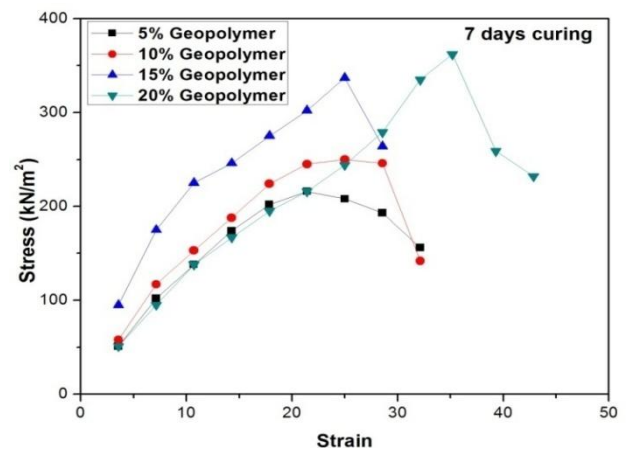 400
7 days curing
5% Geopolymer
10% Geopolymer
15% Geopolymer
20% Geopolymer
300
200
100
0
Stress (kN/m²)
0 10 20 30 40 50
Strain